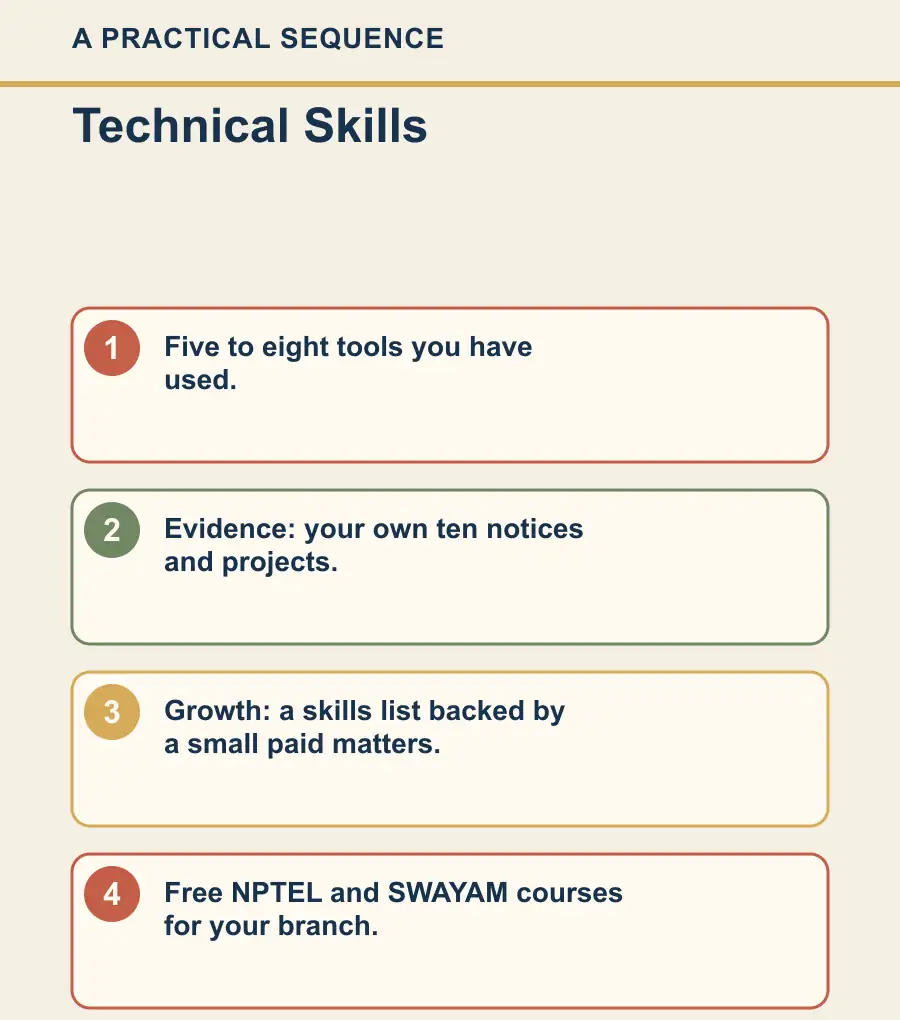 A PRACTICAL SEQUENCE
Technical Skills
1
Five to eight tools you have
used.
2
Evidence: your own ten notices
and projects.
3
Growth: a skills list backed by
a small paid matters.
4
Free NPTEL and SWAYAM courses
for your branch.